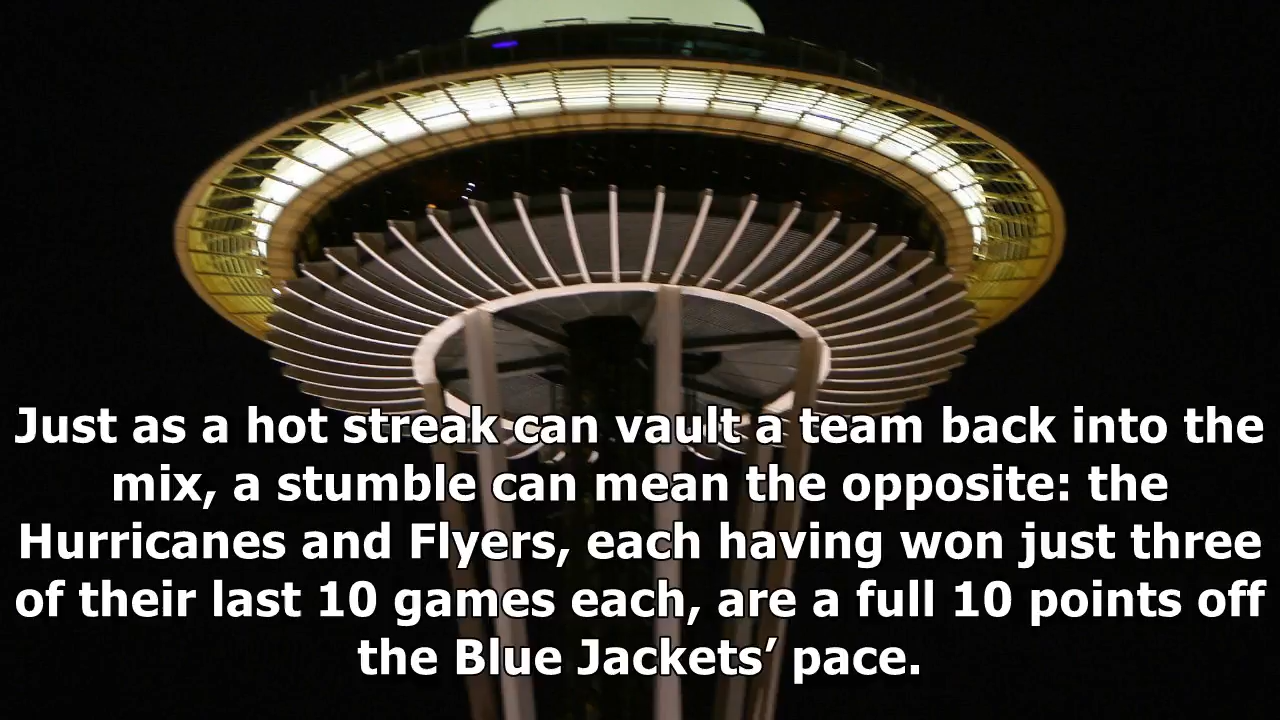 Just as a hot streak can vault a team back into the
mix, a stumble can mean the opposite: the
Hurricanes and Flyers, each having won just three
of their last 10 games each, are a full 10 points off
the Blue Jackets’ pace.